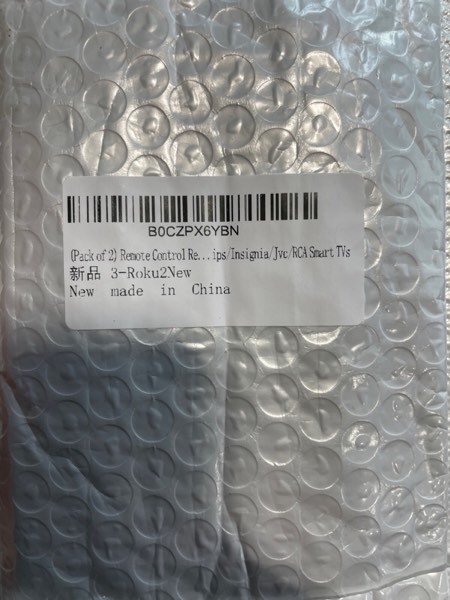 B0CZPX6YBN
(Pack of 2) Remote Control Re...ips/Insignia/Jvc/RCA Smart TVs
新品 3-Roku2New
New made in China